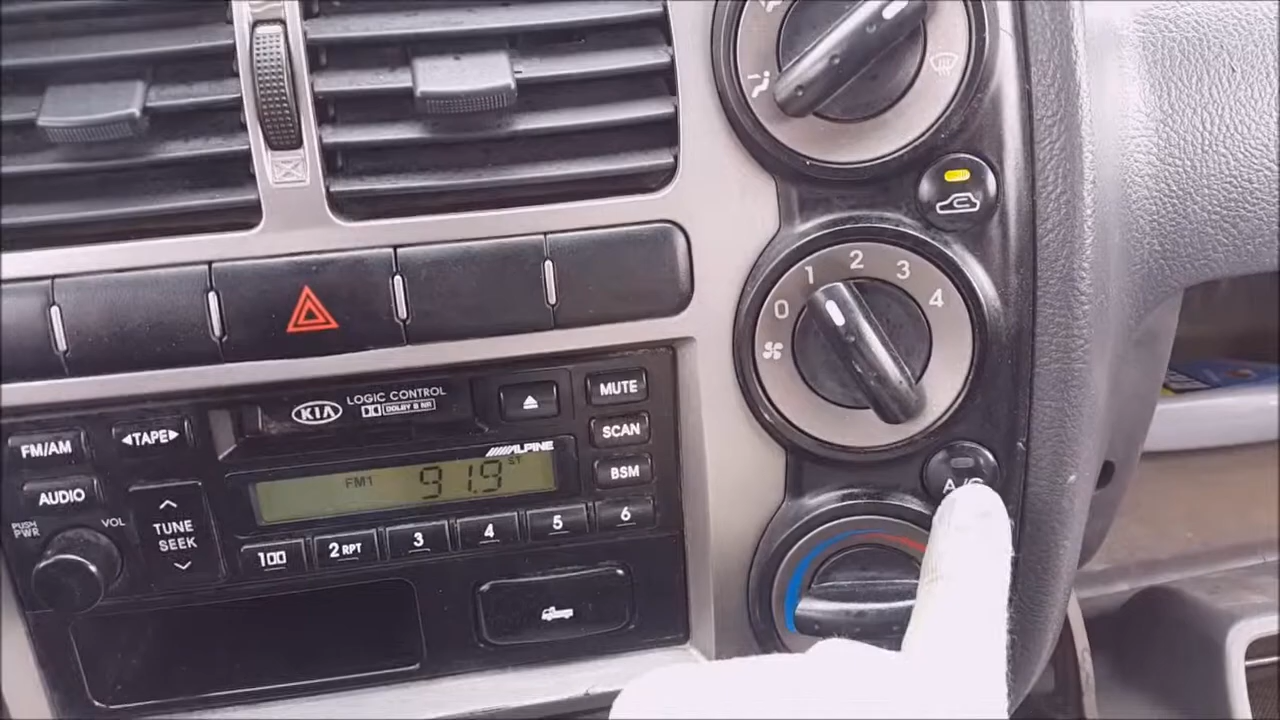 0 1 2 3 4
KIA
LOGIC CONTROL
DOLBY B NR
MUTE
FM/AM
TAPE
SCAN
ALPINE
AUDIO
FM1 91.9 ST
BSM
PUSH PWR
VOL
TUNE
SEEK
100
2 RPT
3
4
5
6
A/C